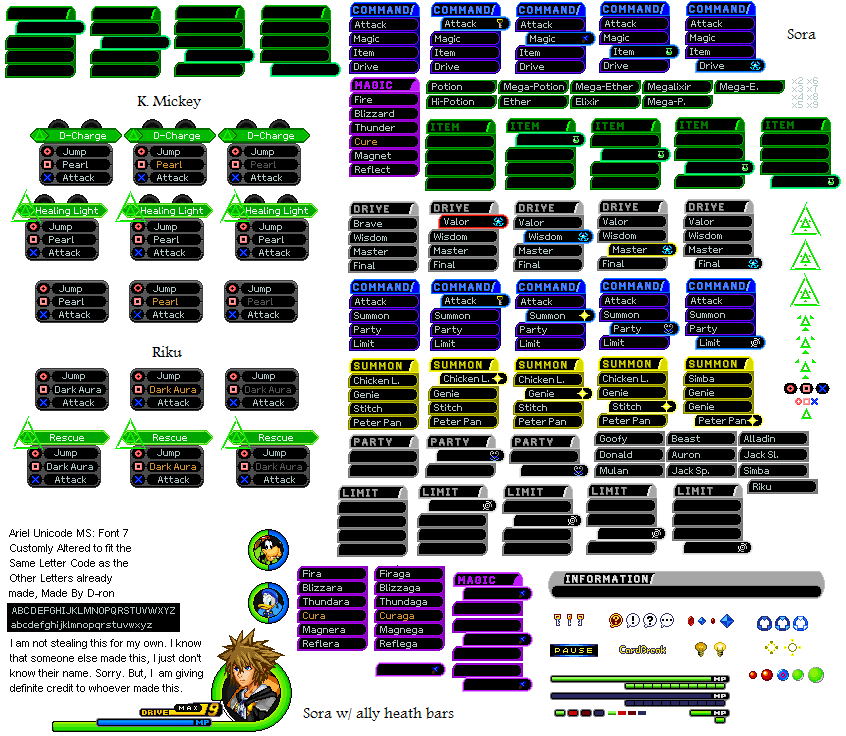 COMMAND COMMAND COMMAND COMMAND COMMAND
Attack Attack Attack Attack Attack
Magic Magic Magic Magic Magic
Item Item Item Item Item
Drive Drive Drive Drive Drive
Sora
K. Mickey
MAGIC
Fire
Blizzard
Thunder
Cure
Magnet
Reflect
Potion Mega-Potion Mega-Ether Megalixir Mega-E.
Hi-Potion Ether Elixir Mega-P.
x2 x6
x3 x7
x4 x8
x5 x9
ITEM ITEM ITEM ITEM ITEM
D-Charge D-Charge D-Charge
Jump Jump Jump
Pearl Pearl Pearl
Attack Attack Attack
Healing Light Healing Light Healing Light
Jump Jump Jump
Pearl Pearl Pearl
Attack Attack Attack
Jump Jump Jump
Pearl Pearl Pearl
Attack Attack Attack
DRIVE DRIVE DRIVE DRIVE DRIVE
Brave Valor Valor Valor Valor
Wisdom Wisdom Wisdom Wisdom Wisdom
Master Master Master Master Master
Final Final Final Final Final
COMMAND COMMAND COMMAND COMMAND COMMAND
Attack Attack Attack Attack Attack
Summon Summon Summon Summon Summon
Party Party Party Party Party
Limit Limit Limit Limit Limit
Riku
Jump Jump Jump
Dark Aura Dark Aura Dark Aura
Attack Attack Attack
Rescue Rescue Rescue
Jump Jump Jump
Dark Aura Dark Aura Dark Aura
Attack Attack Attack
SUMMON SUMMON SUMMON SUMMON SUMMON
Chicken L. Chicken L. Chicken L. Chicken L. Simba
Genie Genie Genie Genie Genie
Stitch Stitch Stitch Stitch Stitch
Peter Pan Peter Pan Peter Pan Peter Pan Peter Pan
PARTY PARTY PARTY
Goofy Beast Alladin
Donald Auron Jack Sl.
Mulan Jack Sp. Simba
Riku
LIMIT LIMIT LIMIT LIMIT LIMIT
Ariel Unicode MS: Font 7
Customly Altered to fit the
Same Letter Code as the
Other Letters already
made, Made By D-ron
ABCDEFGHIJKLMNOPQRSTUVWXYZ
abcdefghijklmnopqrstuvwxyz
I am not stealing this for my own. I know
that someone else made this, I just don't
know their name. Sorry. But, I am giving
definite credit to whoever made this.
Fira Firaga
Blizzara Blizzaga
Thundara Thundaga
Cura Curaga
Magnera Magnega
Reflera Reflega
MAGIC
INFORMATION
PAUSE CardBreak
MP
MP
MP
DRIVE MAX 9
MP
Sora w/ ally heath bars